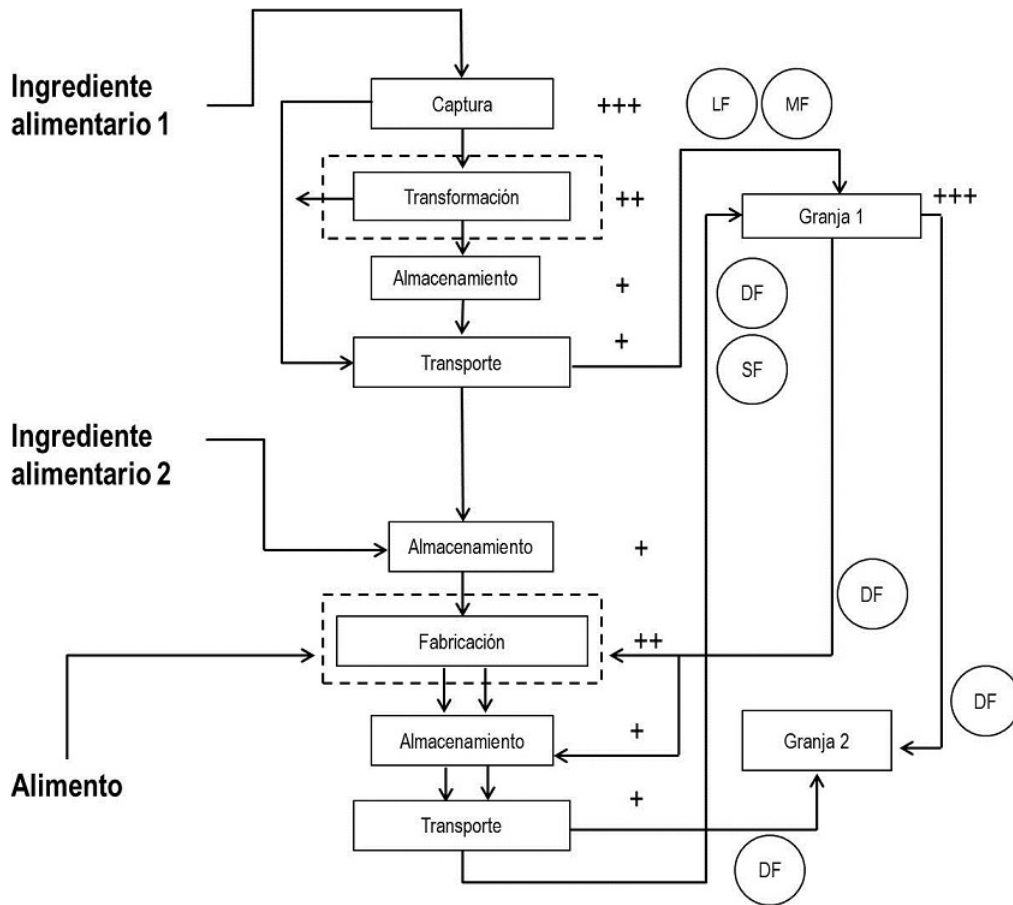 Ingrediente
alimentario 1
Captura
+++
LF
MF
Transformación
++
Granja 1
+++
Almacenamiento
+
DF
Transporte
+
SF
Ingrediente
alimentario 2
Almacenamiento
+
DF
Fabricación
++
DF
Almacenamiento
+
Granja 2
Alimento
Transporte
+
DF